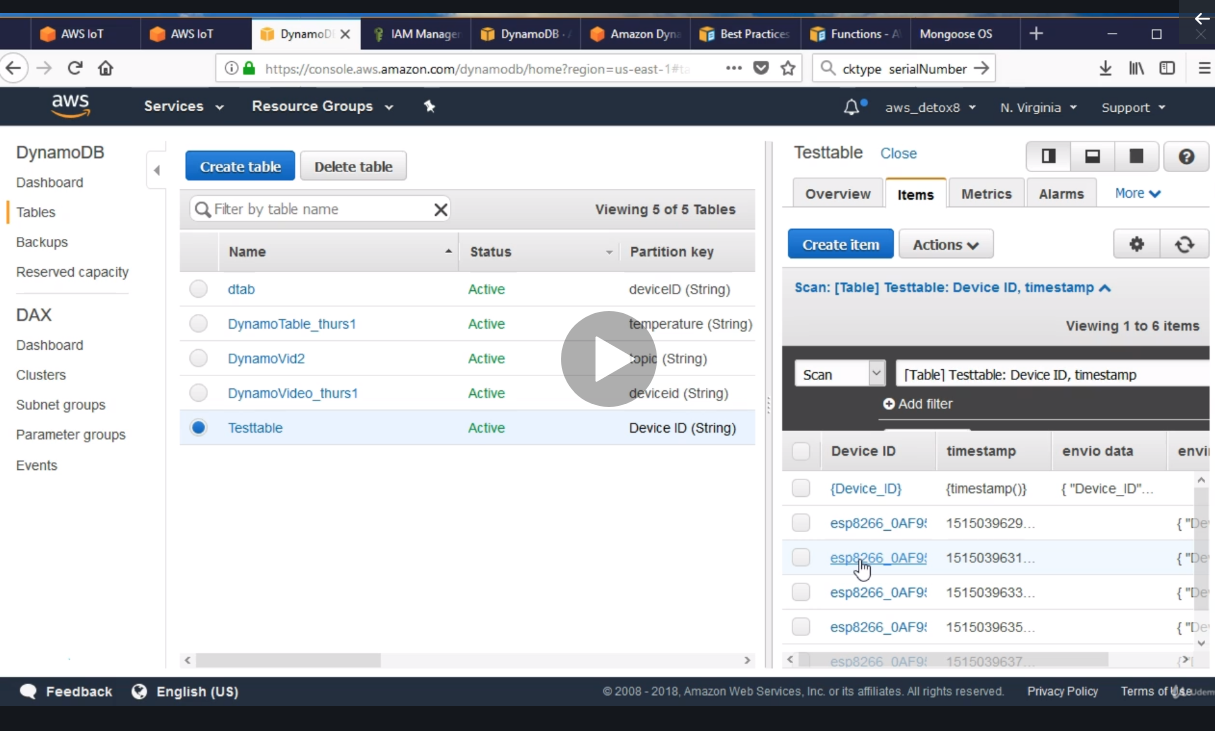 AWS IoT
AWS IoT
DynamoD
IAM Manager
DynamoDB - A
Amazon Dyna
Best Practices
Functions - A
Mongoose OS
https://console.aws.amazon.com/dynamodb/home?region=us-east-1#ta
cktype serialNumber
aws
Services
Resource Groups
aws_detox8
N. Virginia
Support
DynamoDB
Dashboard
Tables
Backups
Reserved capacity
DAX
Dashboard
Clusters
Subnet groups
Parameter groups
Events
Create table
Delete table
Filter by table name
Viewing 5 of 5 Tables
Name Status Partition key
dtab Active deviceID (String)
DynamoTable_thurs1 Active temperature (String)
DynamoVid2 Active topic (String)
DynamoVideo_thurs1 Active deviceid (String)
Testtable Active Device ID (String)
Testtable Close
Overview Items Metrics Alarms More
Create item Actions
Scan: [Table] Testtable: Device ID, timestamp
Viewing 1 to 6 items
Scan [Table] Testtable: Device ID, timestamp
Add filter
Device ID timestamp envio data envi
{Device_ID} {timestamp()} { "Device_ID"...
esp8266_0AF95 1515039629... { "De
esp8266_0AF95 1515039631... { "De
esp8266_0AF95 1515039633... { "De
esp8266_0AF95 1515039635... { "De
esp8266_0AF95 1515039637...
Feedback English (US)
© 2008 - 2018, Amazon Web Services, Inc. or its affiliates. All rights reserved. Privacy Policy Terms of Use